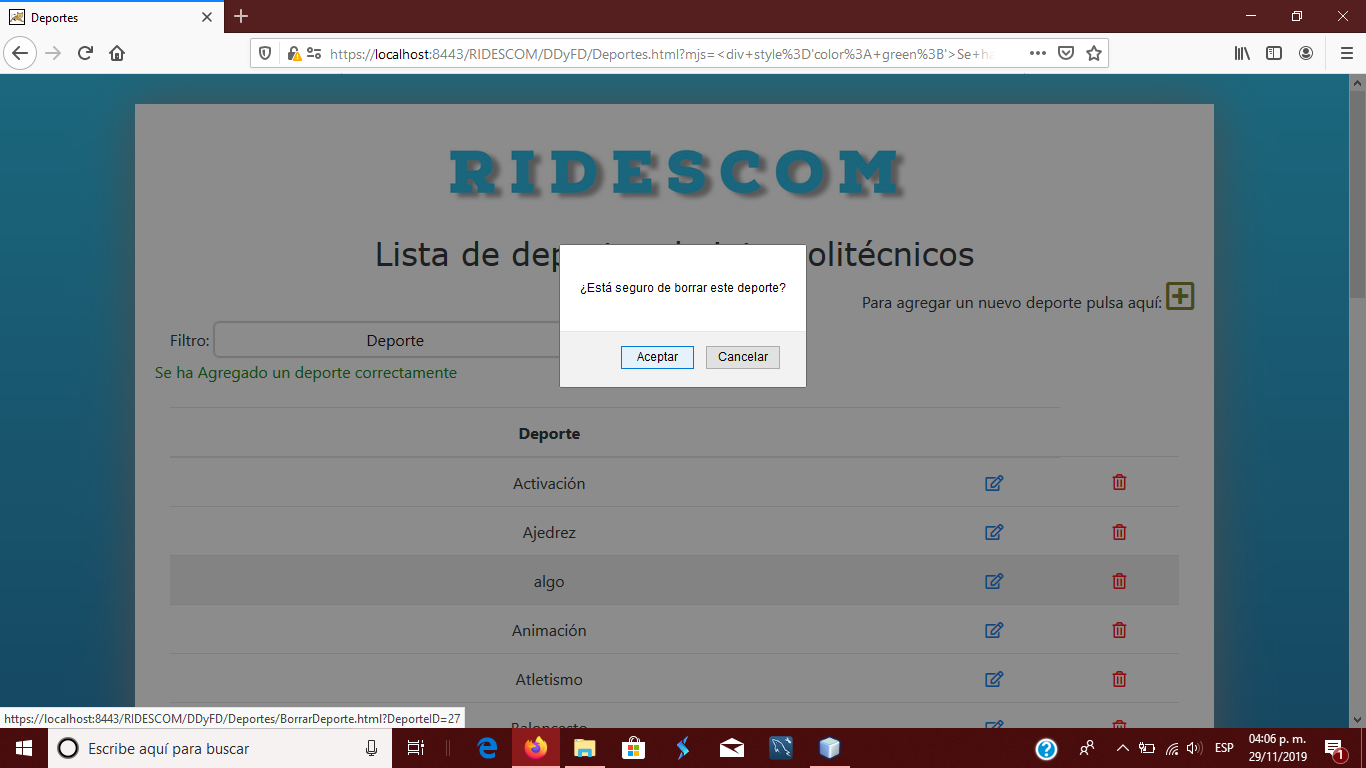 Deportes
https://localhost:8443/RIDESCOM/DDyFD/Deportes.html?mjs=<div+style%3D'color%3A+green%3B'>Se+ha
RIDESCOM
Lista de
olitécnicos
¿Está seguro de borrar este deporte?
Aceptar
Cancelar
Para agregar un nuevo deporte pulsa aquí:
Filtro:
Deporte
Se ha Agregado un deporte correctamente
Deporte
Activación
Ajedrez
algo
Animación
Atletismo
Baloncesto
https://localhost:8443/RIDESCOM/DDyFD/Deportes/BorrarDeporte.html?DeporteID=27
Escribe aquí para buscar
ESP
04:06 p. m.
29/11/2019
1